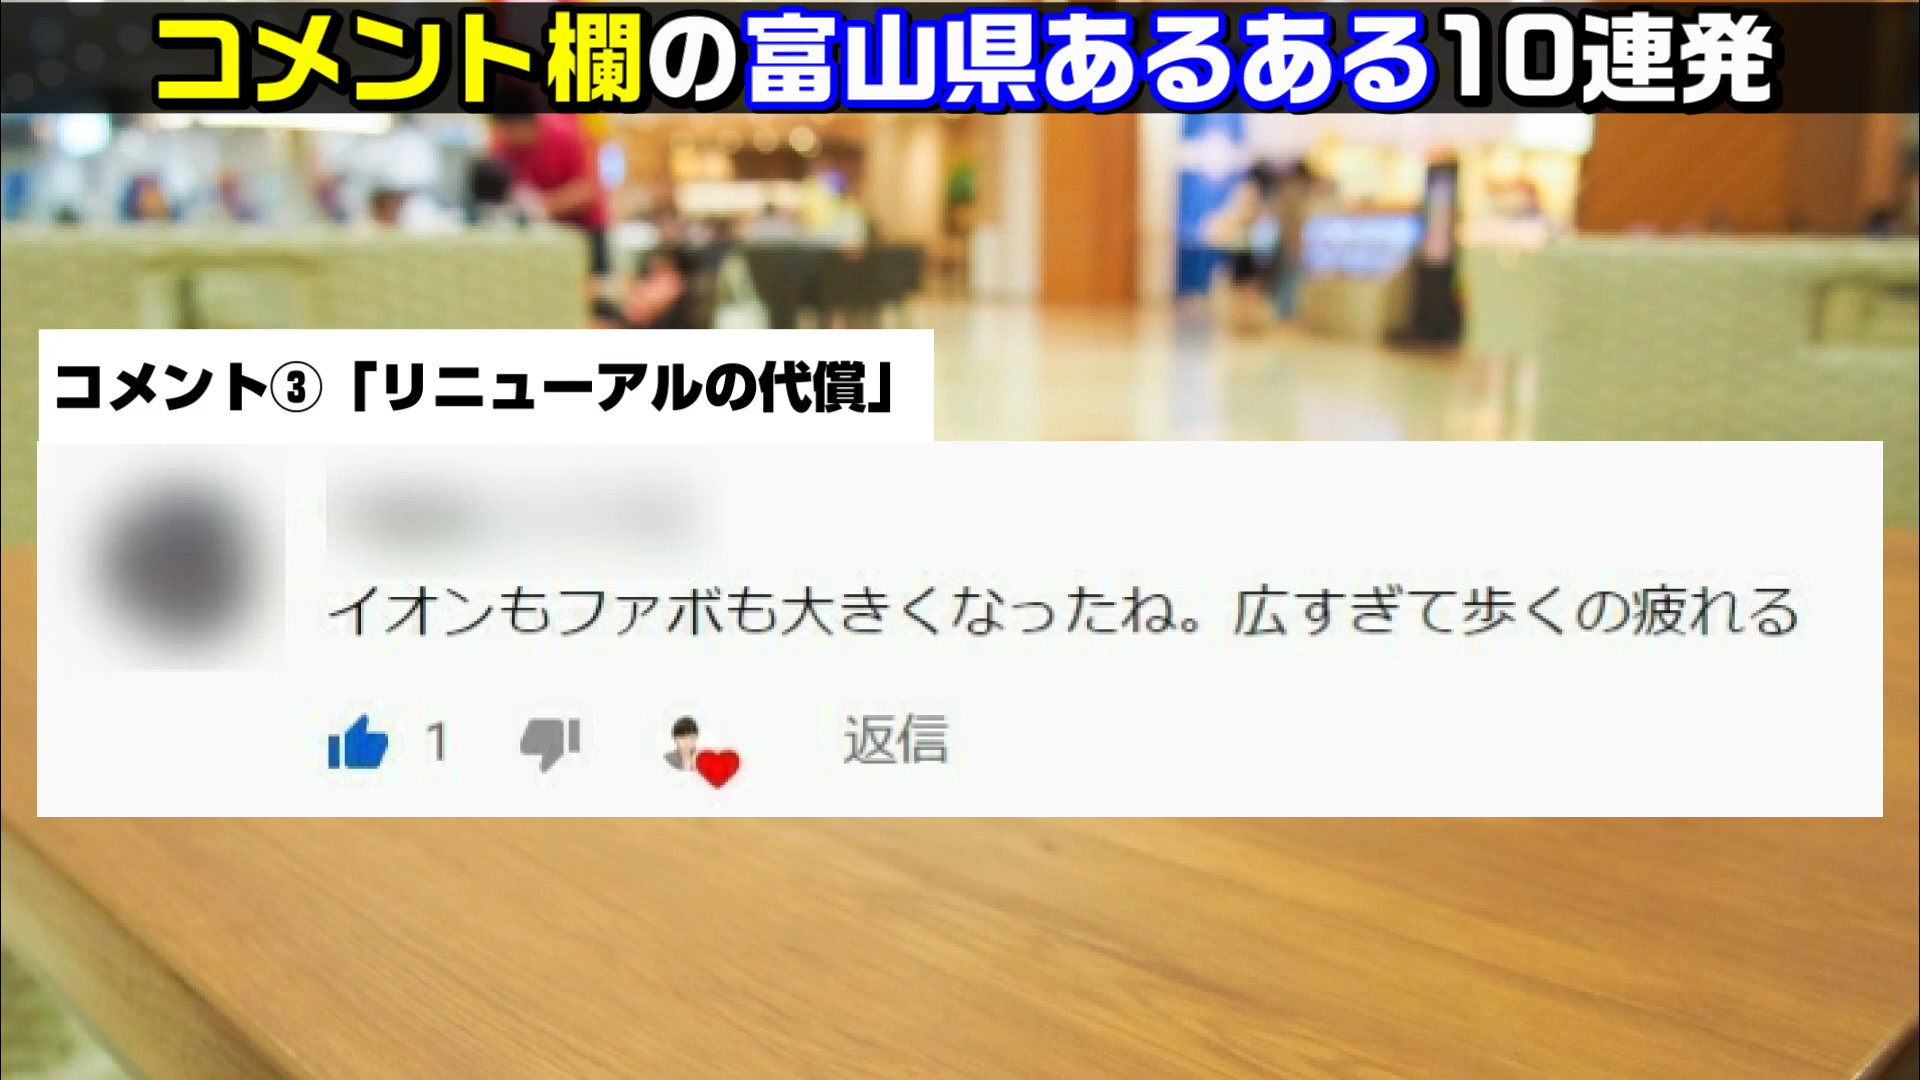 コメント欄の富山県あるある10連発
コメント③「リニューアルの代償」
イオンもファボも大きくなったね。広すぎて歩くの疲れる
1
返信